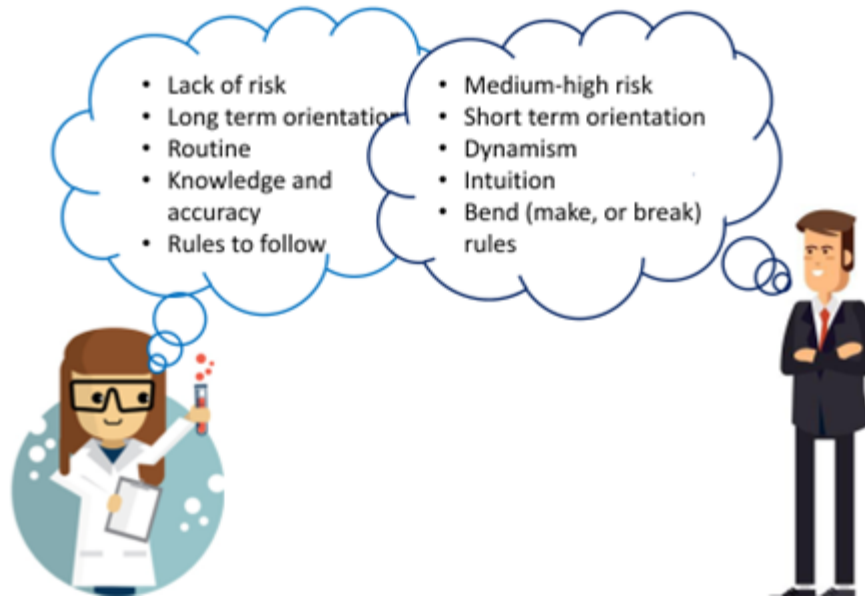 • Lack of risk
• Long term orientation
• Routine
• Knowledge and
accuracy
• Rules to follow
• Medium-high risk
• Short term orientation
• Dynamism
• Intuition
• Bend (make, or break)
rules